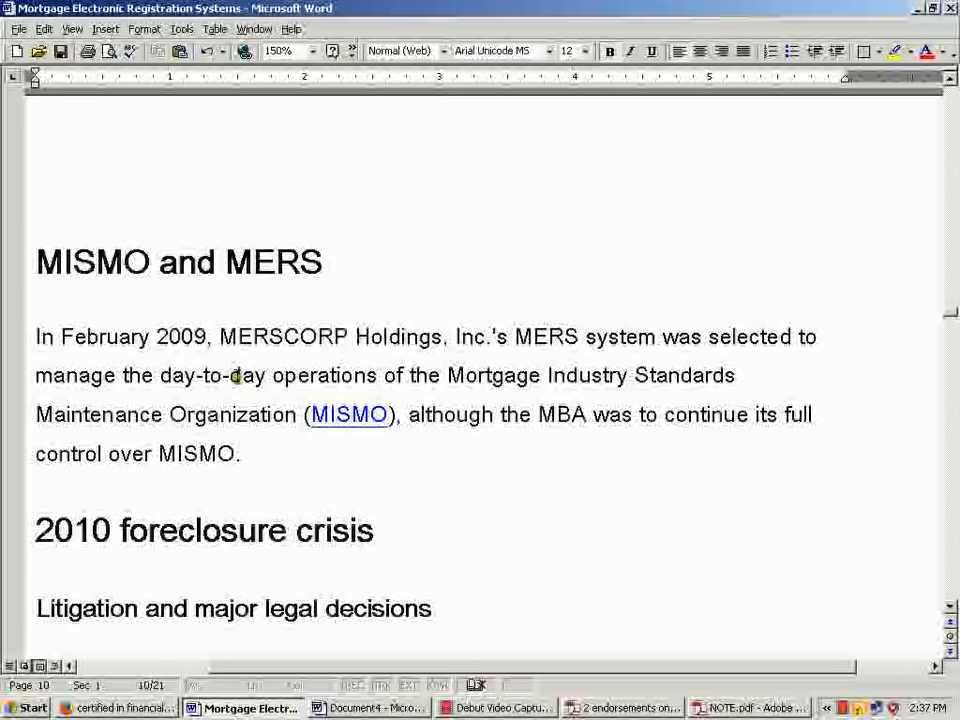 Mortgage Electronic Registration Systems - Microsoft Word
File Edit View Insert Format Tools Table Window Help
150% Normal (Web) Arial Unicode MS 12 B I U A
1 2 3 4 5
MISMO and MERS
In February 2009, MERSCORP Holdings, Inc.'s MERS system was selected to
manage the day-to-day operations of the Mortgage Industry Standards
Maintenance Organization (MISMO), although the MBA was to continue its full
control over MISMO.
2010 foreclosure crisis
Litigation and major legal decisions
Page 10 Sec 1 10/21 REC TRK EXT OVR
Start certified in financial... Mortgage Electr... Document4 - Micro... Debut Video Captu... 2 endorsements on... NOTE.pdf - Adobe ... 2:37 PM